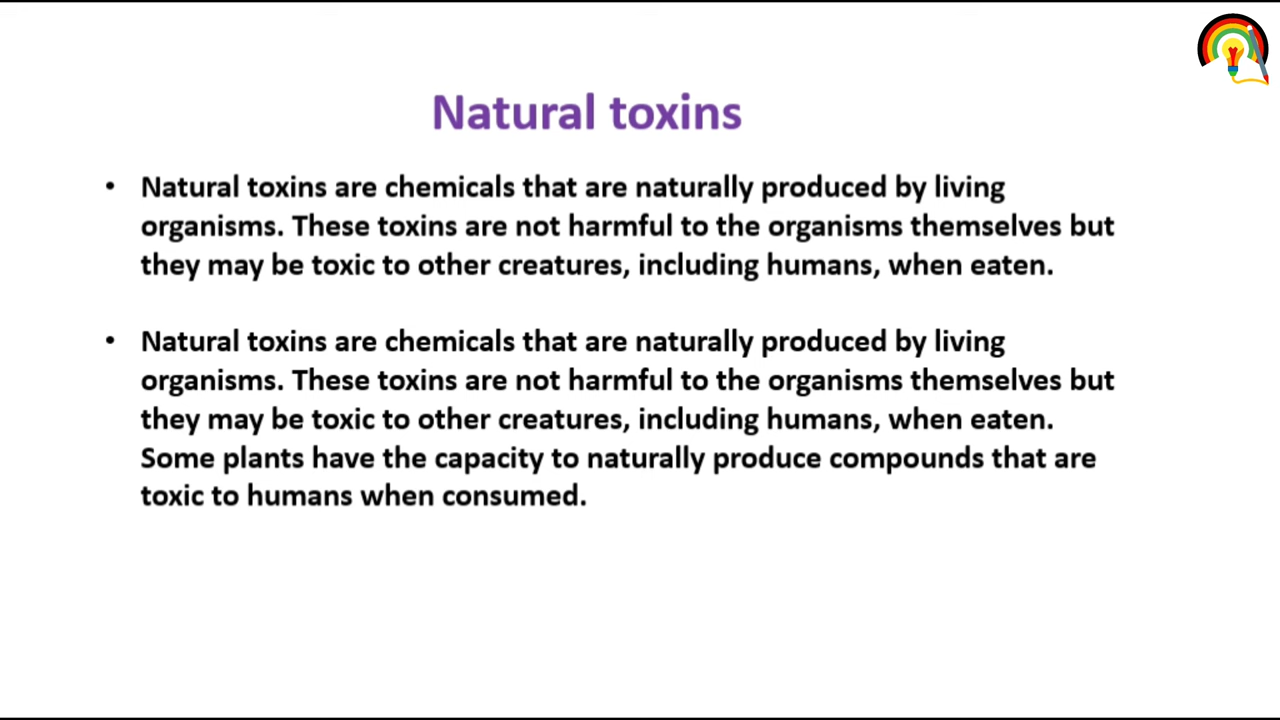 Natural toxins
• Natural toxins are chemicals that are naturally produced by living
organisms. These toxins are not harmful to the organisms themselves but
they may be toxic to other creatures, including humans, when eaten.
• Natural toxins are chemicals that are naturally produced by living
organisms. These toxins are not harmful to the organisms themselves but
they may be toxic to other creatures, including humans, when eaten.
Some plants have the capacity to naturally produce compounds that are
toxic to humans when consumed.